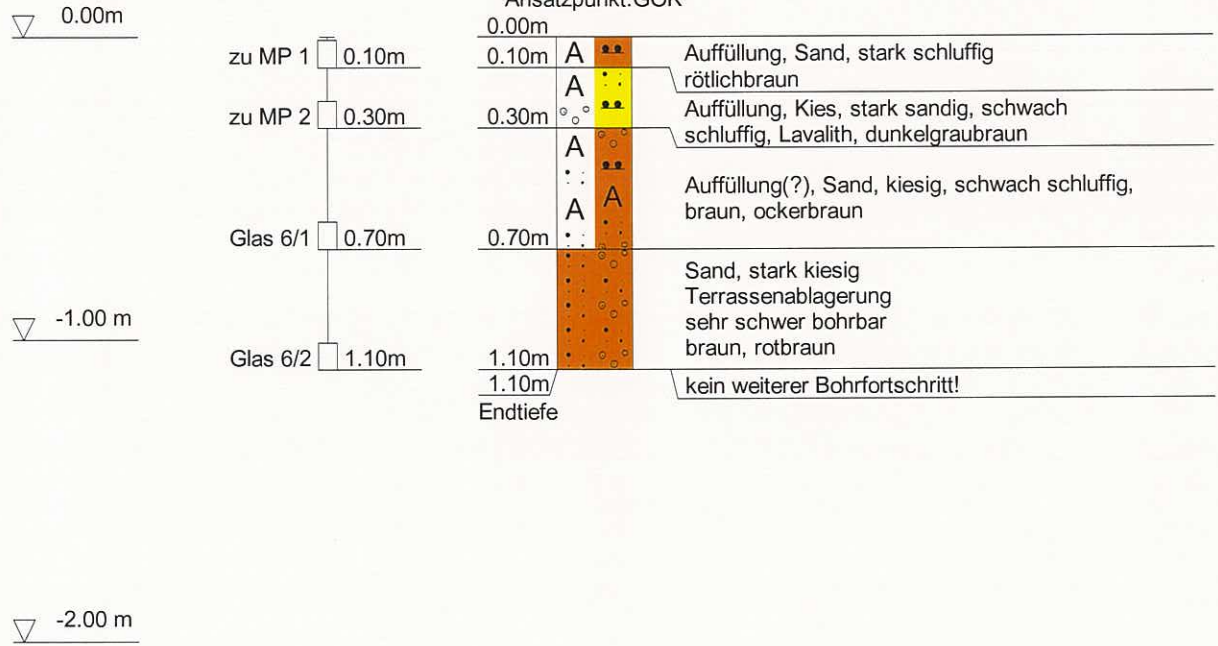 Ansatzpunkt:GOK
0.00m
0.00m
zu MP 1 0.10m
0.10m A
Auffüllung, Sand, stark schluffig
rötlichbraun
A
zu MP 2 0.30m
0.30m
Auffüllung, Kies, stark sandig, schwach
schluffig, Lavalith, dunkelgraubraun
A
A A
Auffüllung(?), Sand, kiesig, schwach schluffig,
braun, ockerbraun
Glas 6/1 0.70m
0.70m
Sand, stark kiesig
Terrassenablagerung
sehr schwer bohrbar
braun, rotbraun
-1.00 m
Glas 6/2 1.10m
1.10m
1.10m
kein weiterer Bohrfortschritt!
Endtiefe
-2.00 m